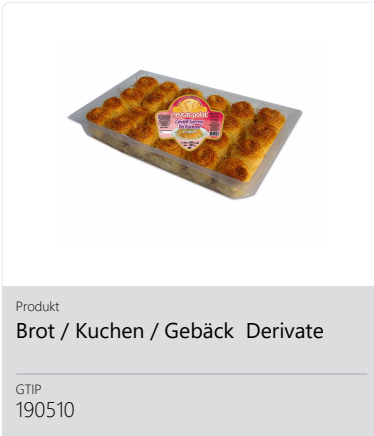 Produkt
Brot / Kuchen / Gebäck  Derivate
GTIP
190510